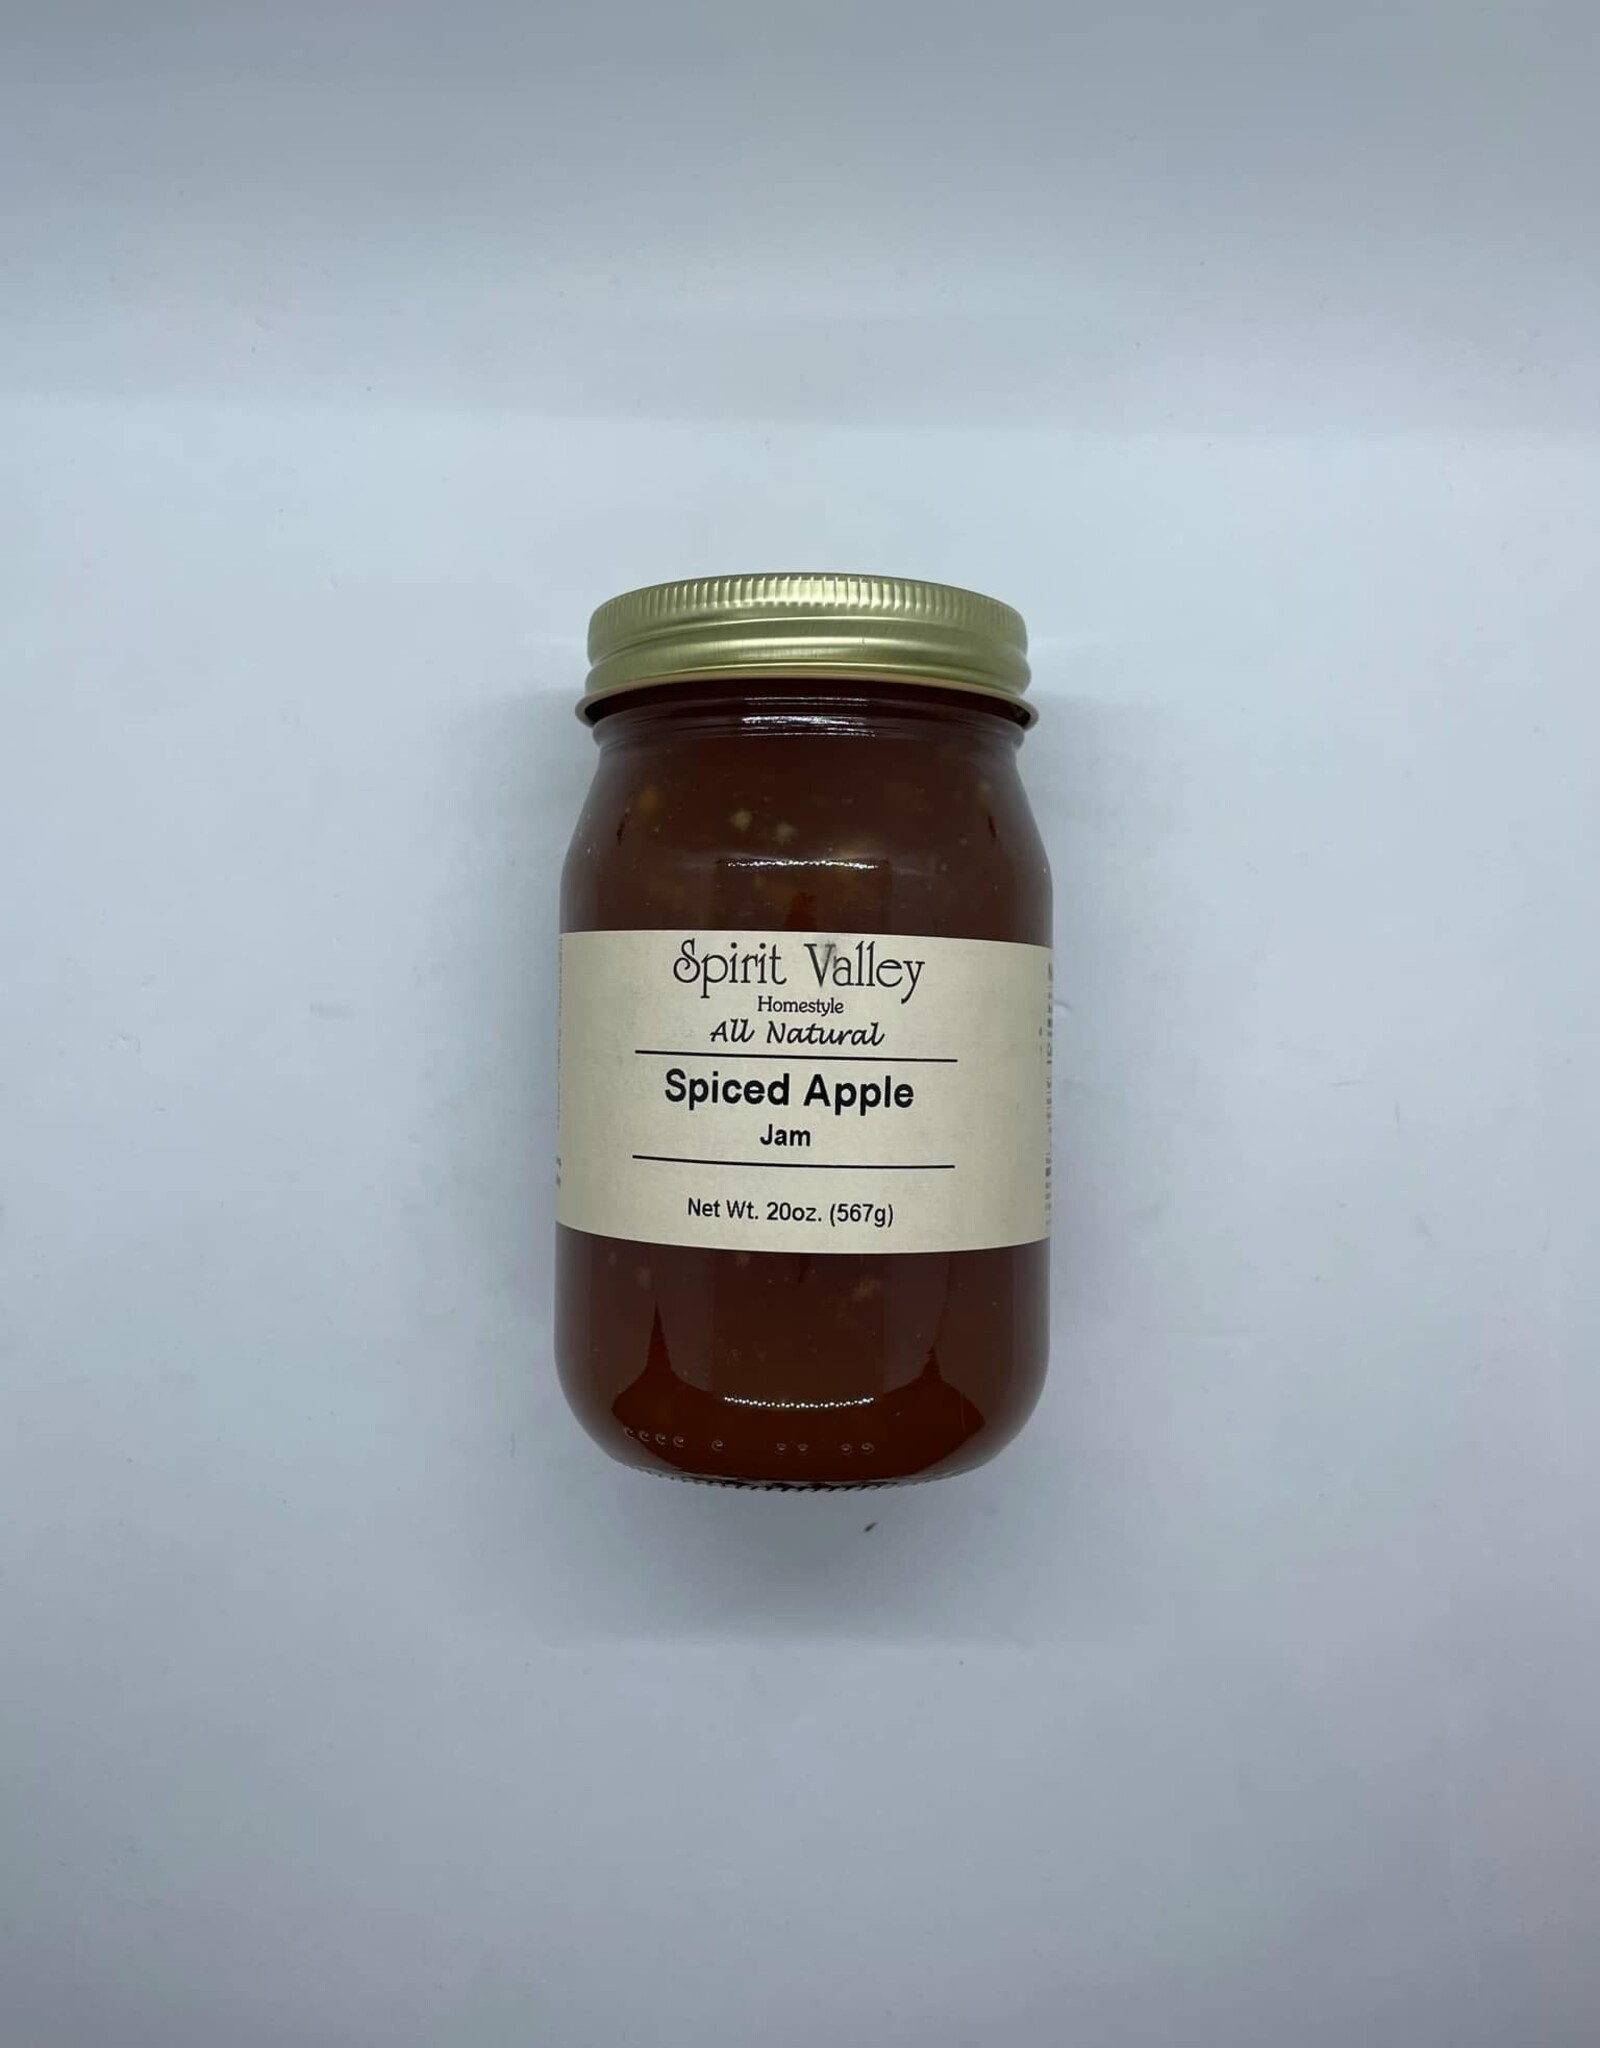 Spirit Valley
Homestyle
All Natural
Spiced Apple
Jam
Net Wt. 20oz. (567g)